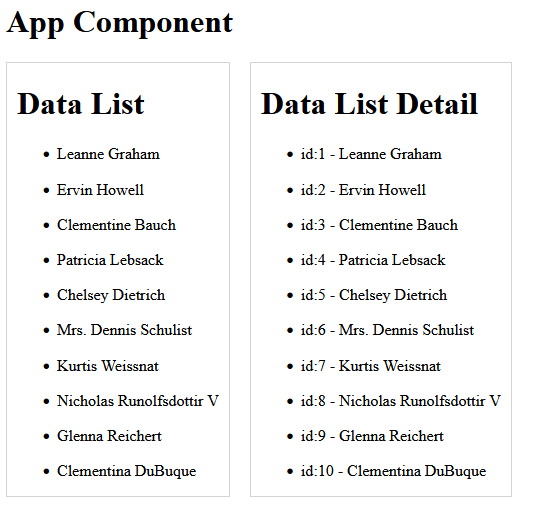 App Component
Data List
• Leanne Graham
• Ervin Howell
• Clementine Bauch
• Patricia Lebsack
• Chelsey Dietrich
• Mrs. Dennis Schulist
• Kurtis Weissnat
• Nicholas Runolfsdottir V
• Glenna Reichert
• Clementina DuBuque
Data List Detail
• id:1 - Leanne Graham
• id:2 - Ervin Howell
• id:3 - Clementine Bauch
• id:4 - Patricia Lebsack
• id:5 - Chelsey Dietrich
• id:6 - Mrs. Dennis Schulist
• id:7 - Kurtis Weissnat
• id:8 - Nicholas Runolfsdottir V
• id:9 - Glenna Reichert
• id:10 - Clementina DuBuque